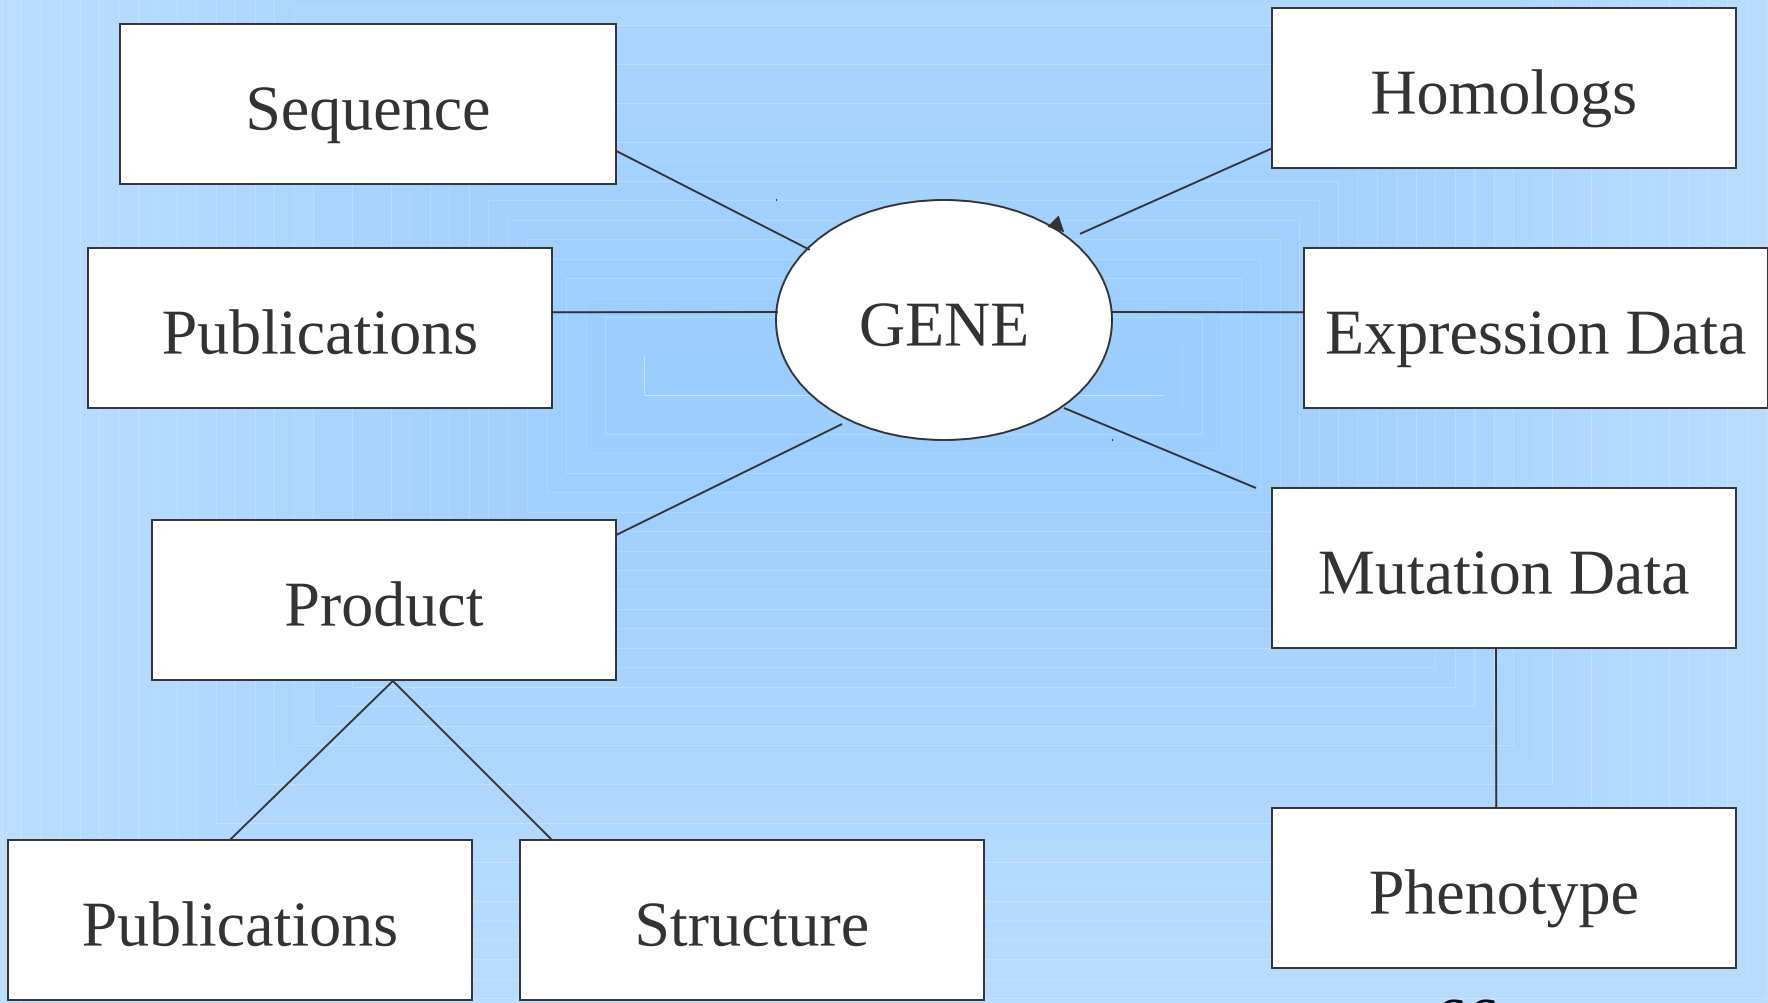 Sequence
Homologs
Publications
GENE
Expression Data
Product
Mutation Data
Publications
Structure
Phenotype